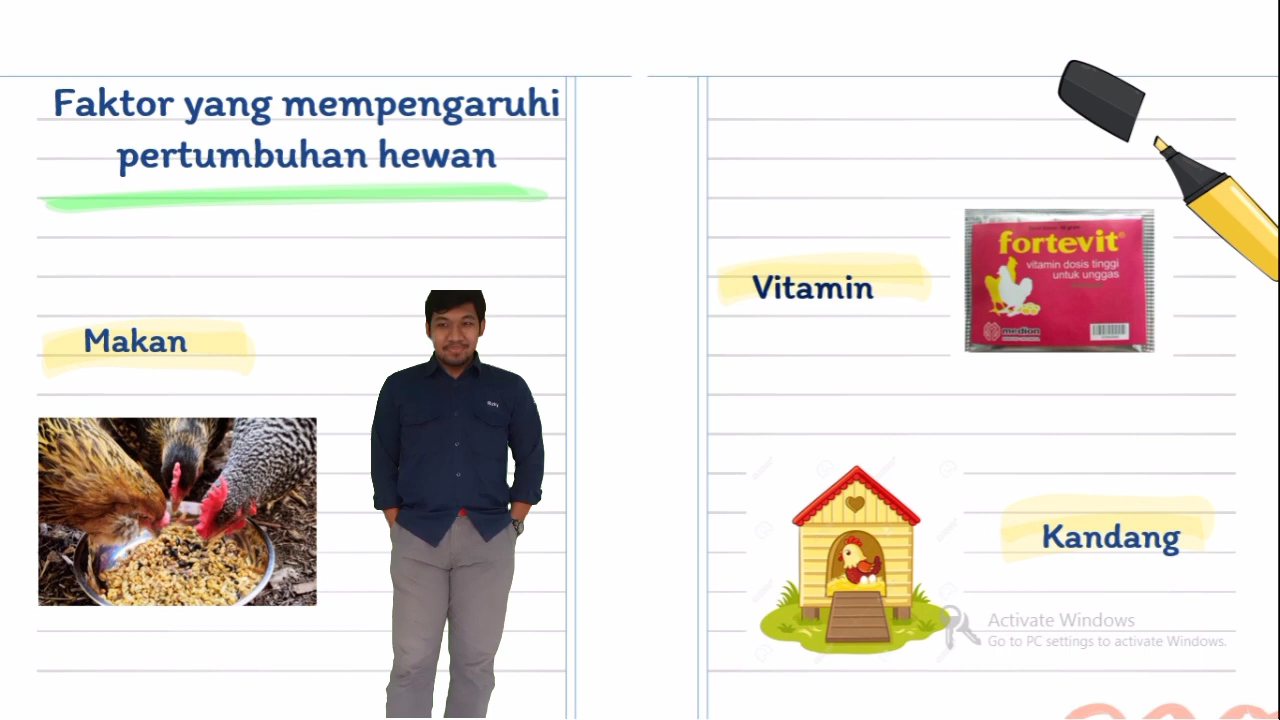 Faktor yang mempengaruhi
pertumbuhan hewan
Makan
Vitamin
fortevit®
vitamin dosis tinggi
untuk unggas
medion
Kandang
Activate Windows
Go to PC settings to activate Windows.